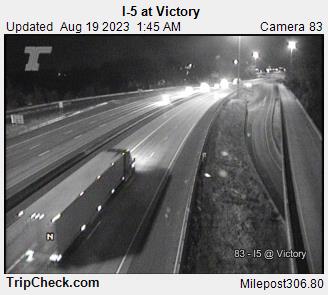 I-5 at Victory
Updated Aug 19 2023 1:45 AM Camera 83
T
N
83 - I5 @ Victory
TripCheck.com Milepost306.80